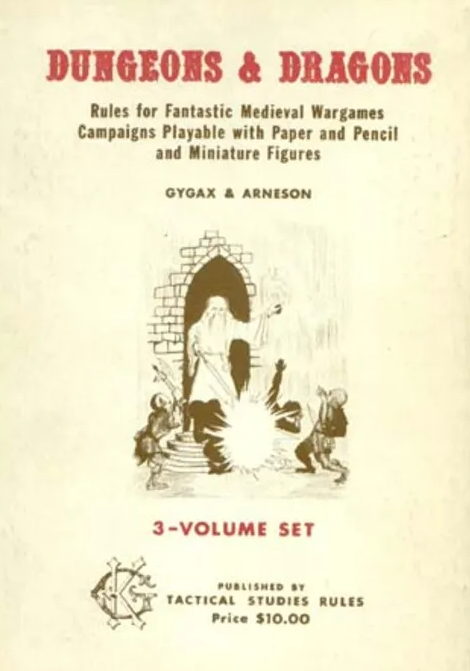 DUNGEONS & DRAGONS
Rules for Fantastic Medieval Wargames
Campaigns Playable with Paper and Pencil
and Miniature Figures
GYGAX & ARNESON
3-VOLUME SET
PUBLISHED BY
TACTICAL STUDIES RULES
Price $10.00